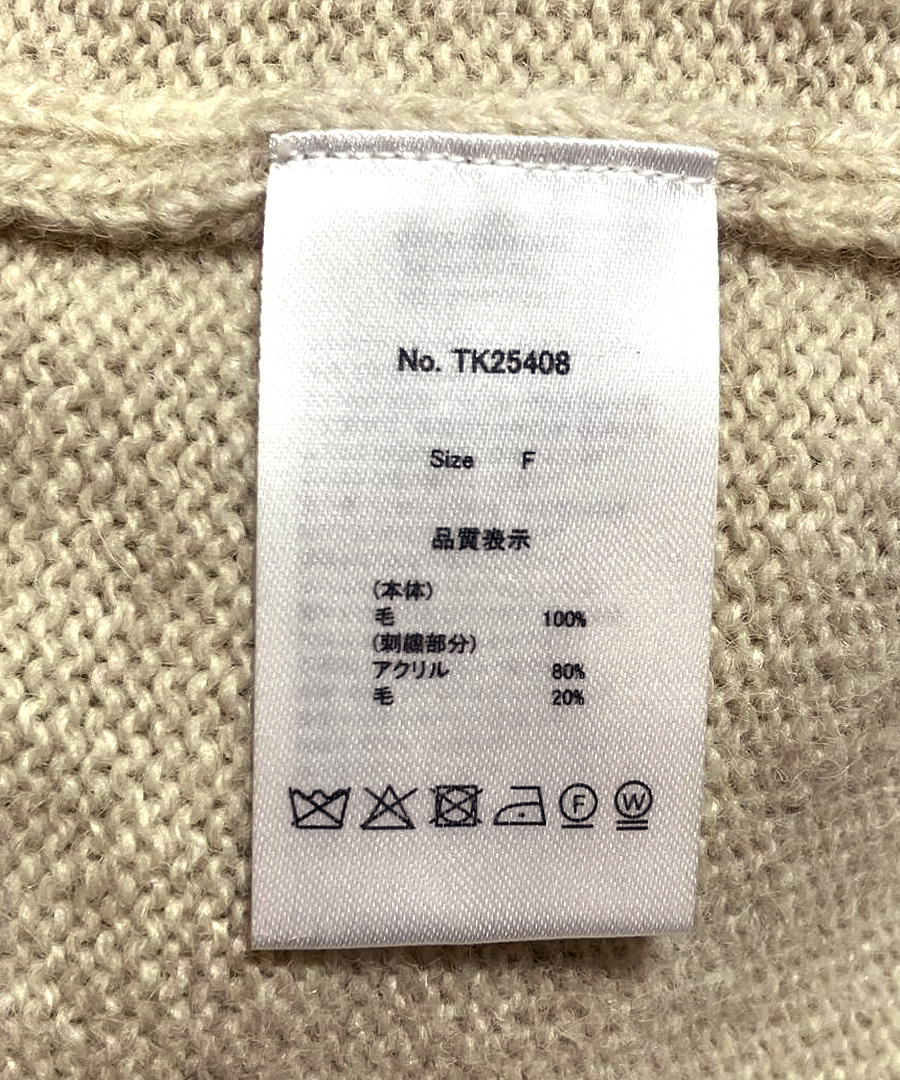 No. TK25408
Size F
品質表示
(本体)
毛 100%
(刺繍部分)
アクリル 80%
毛 20%
F W